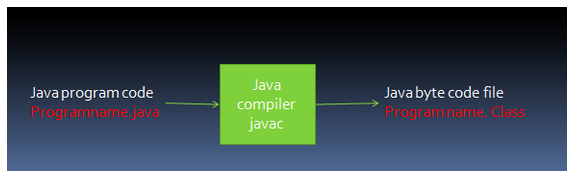 Java program code
Programname.java
Java
compiler
javac
Java byte code file
Program name. Class